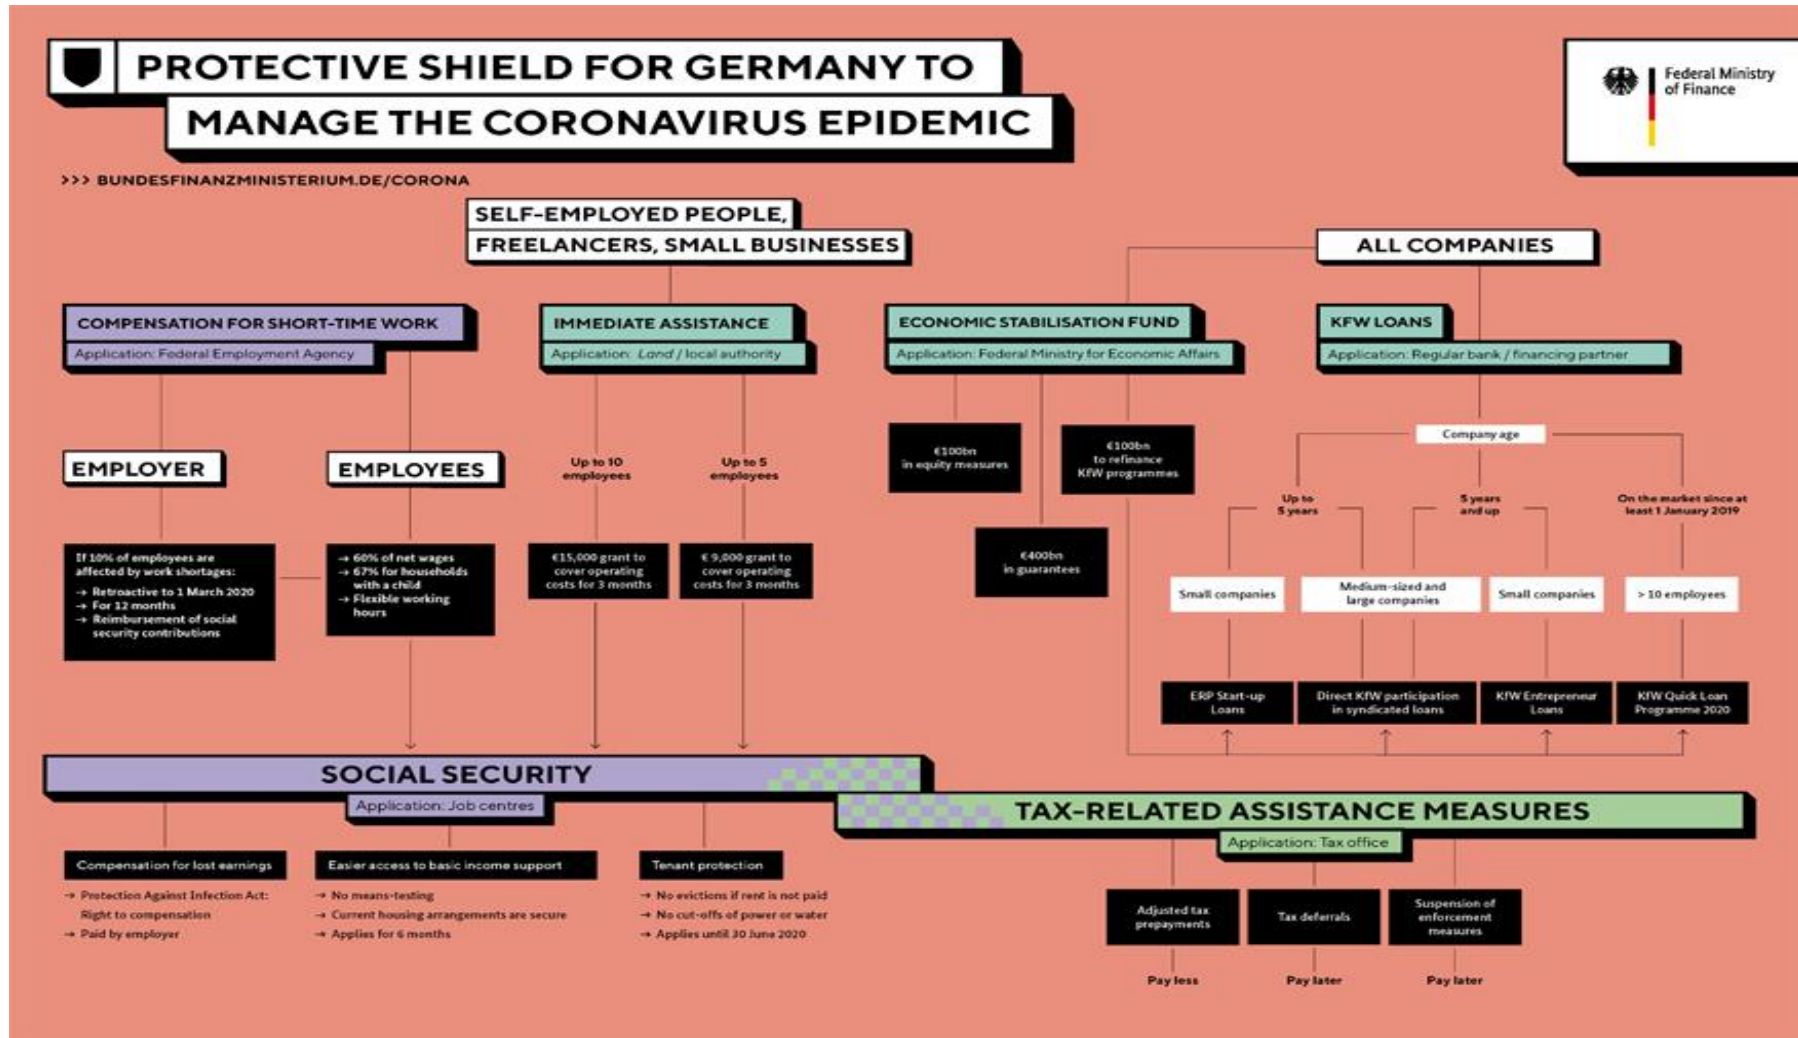 PROTECTIVE SHIELD FOR GERMANY TO
MANAGE THE CORONAVIRUS EPIDEMIC
Federal Ministry
of Finance
>>> BUNDESFINANZMINISTERIUM.DE/CORONA
SELF-EMPLOYED PEOPLE,
FREELANCERS, SMALL BUSINESSES
ALL COMPANIES
COMPENSATION FOR SHORT-TIME WORK
Application: Federal Employment Agency
EMPLOYER
If 10% of employees are
affected by work shortages:
→ Retroactive to 1 March 2020
→ For 12 months
→ Reimbursement of social
security contributions
EMPLOYEES
→ 60% of net wages
→ 67% for households
with a child
→ Flexible working
hours
IMMEDIATE ASSISTANCE
Application: Land / local authority
Up to 10
employees
€15,000 grant to
cover operating
costs for 3 months
Up to 5
employees
€ 9,000 grant to
cover operating
costs for 3 months
ECONOMIC STABILISATION FUND
Application: Federal Ministry for Economic Affairs
€100bn
in equity measures
€400bn
in guarantees
€100bn
to refinance
KfW programmes
KFW LOANS
Application: Regular bank / financing partner
Company age
Up to
5 years
5 years
and up
On the market since at
least 1 January 2019
Small companies
Medium-sized and
large companies
Small companies
> 10 employees
ERP Start-up
Loans
Direct KfW participation
in syndicated loans
KfW Entrepreneur
Loans
KfW Quick Loan
Programme 2020
SOCIAL SECURITY
Application: Job centres
Compensation for lost earnings
→ Protection Against Infection Act:
Right to compensation
→ Paid by employer
Easier access to basic income support
→ No means-testing
→ Current housing arrangements are secure
→ Applies for 6 months
Tenant protection
→ No evictions if rent is not paid
→ No cut-offs of power or water
→ Applies until 30 June 2020
TAX-RELATED ASSISTANCE MEASURES
Application: Tax office
Adjusted tax
prepayments
Pay less
Tax deferrals
Pay later
Suspension of
enforcement
measures
Pay later